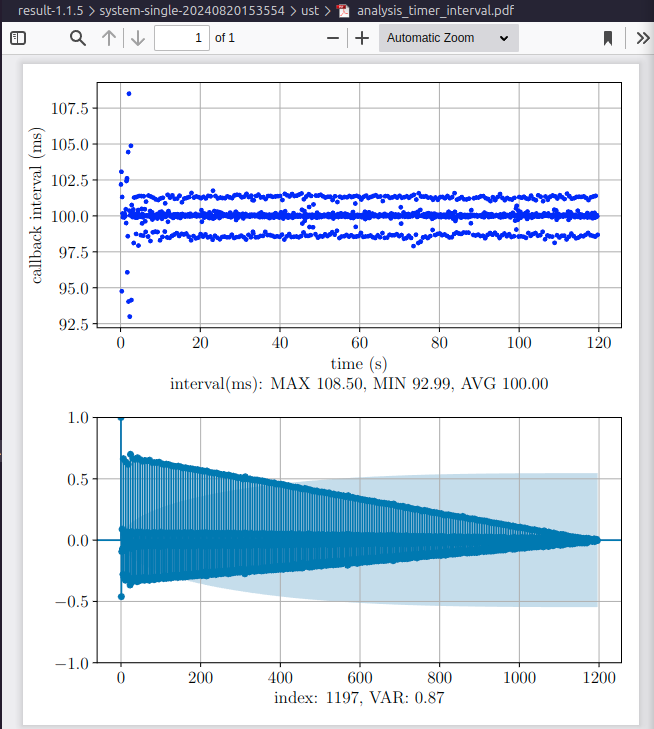 result-1.1.5 > system-single-20240820153554 > ust > analysis_timer_interval.pdf
1 of 1 Automatic Zoom
107.5
105.0
102.5
100.0
97.5
95.0
92.5
callback interval (ms)
0 20 40 60 80 100 120
time (s)
interval(ms): MAX 108.50, MIN 92.99, AVG 100.00
1.0
0.5
0.0
−0.5
−1.0
0 200 400 600 800 1000 1200
index: 1197, VAR: 0.87